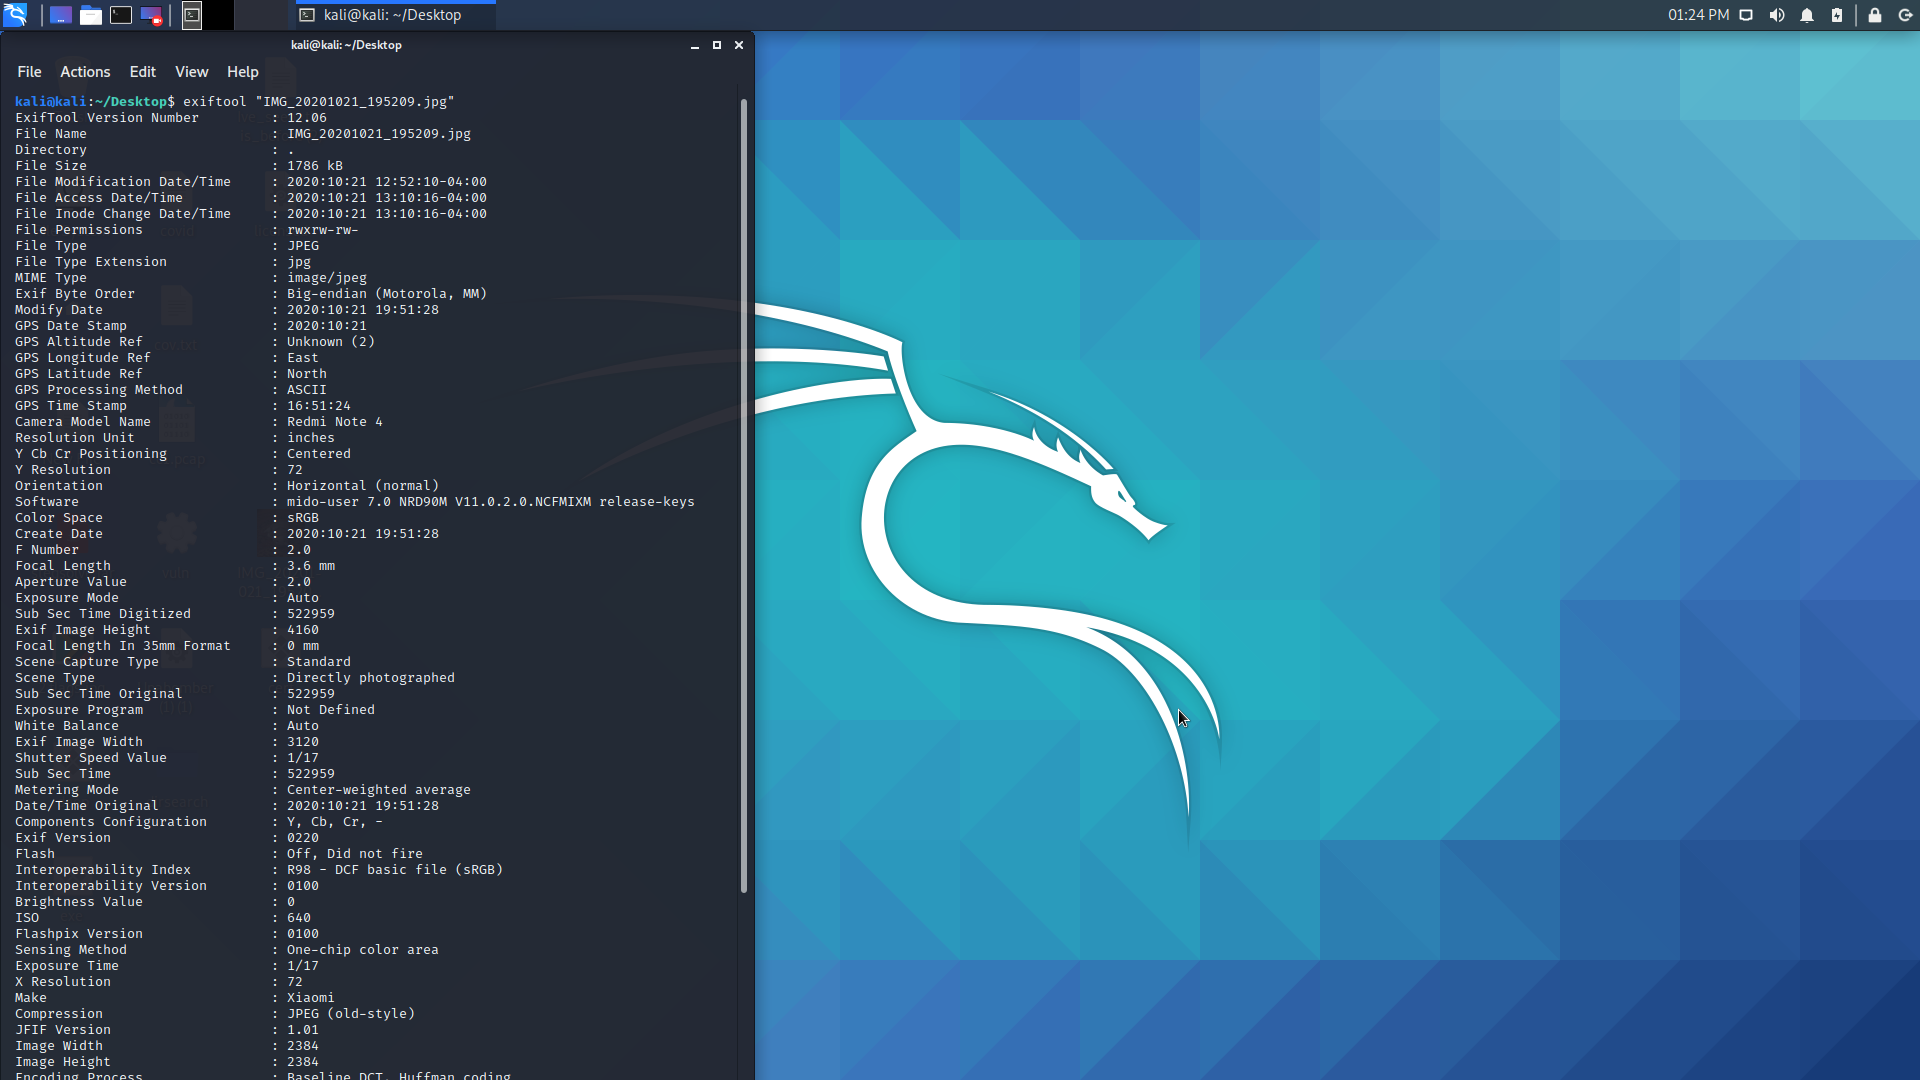 kali@kali: ~/Desktop
01:24 PM
kali@kali: ~/Desktop
File Actions Edit View Help
kali@kali:~/Desktop$ exiftool "IMG_20201021_195209.jpg"
ExifTool Version Number : 12.06
File Name : IMG_20201021_195209.jpg
Directory : .
File Size : 1786 kB
File Modification Date/Time : 2020:10:21 12:52:10-04:00
File Access Date/Time : 2020:10:21 13:10:16-04:00
File Inode Change Date/Time : 2020:10:21 13:10:16-04:00
File Permissions : rwxrw-rw-
File Type : JPEG
File Type Extension : jpg
MIME Type : image/jpeg
Exif Byte Order : Big-endian (Motorola, MM)
Modify Date : 2020:10:21 19:51:28
GPS Date Stamp : 2020:10:21
GPS Altitude Ref : Unknown (2)
GPS Longitude Ref : East
GPS Latitude Ref : North
GPS Processing Method : ASCII
GPS Time Stamp : 16:51:24
Camera Model Name : Redmi Note 4
Resolution Unit : inches
Y Cb Cr Positioning : Centered
Y Resolution : 72
Orientation : Horizontal (normal)
Software : mido-user 7.0 NRD90M V11.0.2.0.NCFMIXM release-keys
Color Space : sRGB
Create Date : 2020:10:21 19:51:28
F Number : 2.0
Focal Length : 3.6 mm
Aperture Value : 2.0
Exposure Mode : Auto
Sub Sec Time Digitized : 522959
Exif Image Height : 4160
Focal Length In 35mm Format : 0 mm
Scene Capture Type : Standard
Scene Type : Directly photographed
Sub Sec Time Original : 522959
Exposure Program : Not Defined
White Balance : Auto
Exif Image Width : 3120
Shutter Speed Value : 1/17
Sub Sec Time : 522959
Metering Mode : Center-weighted average
Date/Time Original : 2020:10:21 19:51:28
Components Configuration : Y, Cb, Cr, -
Exif Version : 0220
Flash : Off, Did not fire
Interoperability Index : R98 - DCF basic file (sRGB)
Interoperability Version : 0100
Brightness Value : 0
ISO : 640
Flashpix Version : 0100
Sensing Method : One-chip color area
Exposure Time : 1/17
X Resolution : 72
Make : Xiaomi
Compression : JPEG (old-style)
JFIF Version : 1.01
Image Width : 2384
Image Height : 2384
Encoding Process : Baseline DCT, Huffman coding